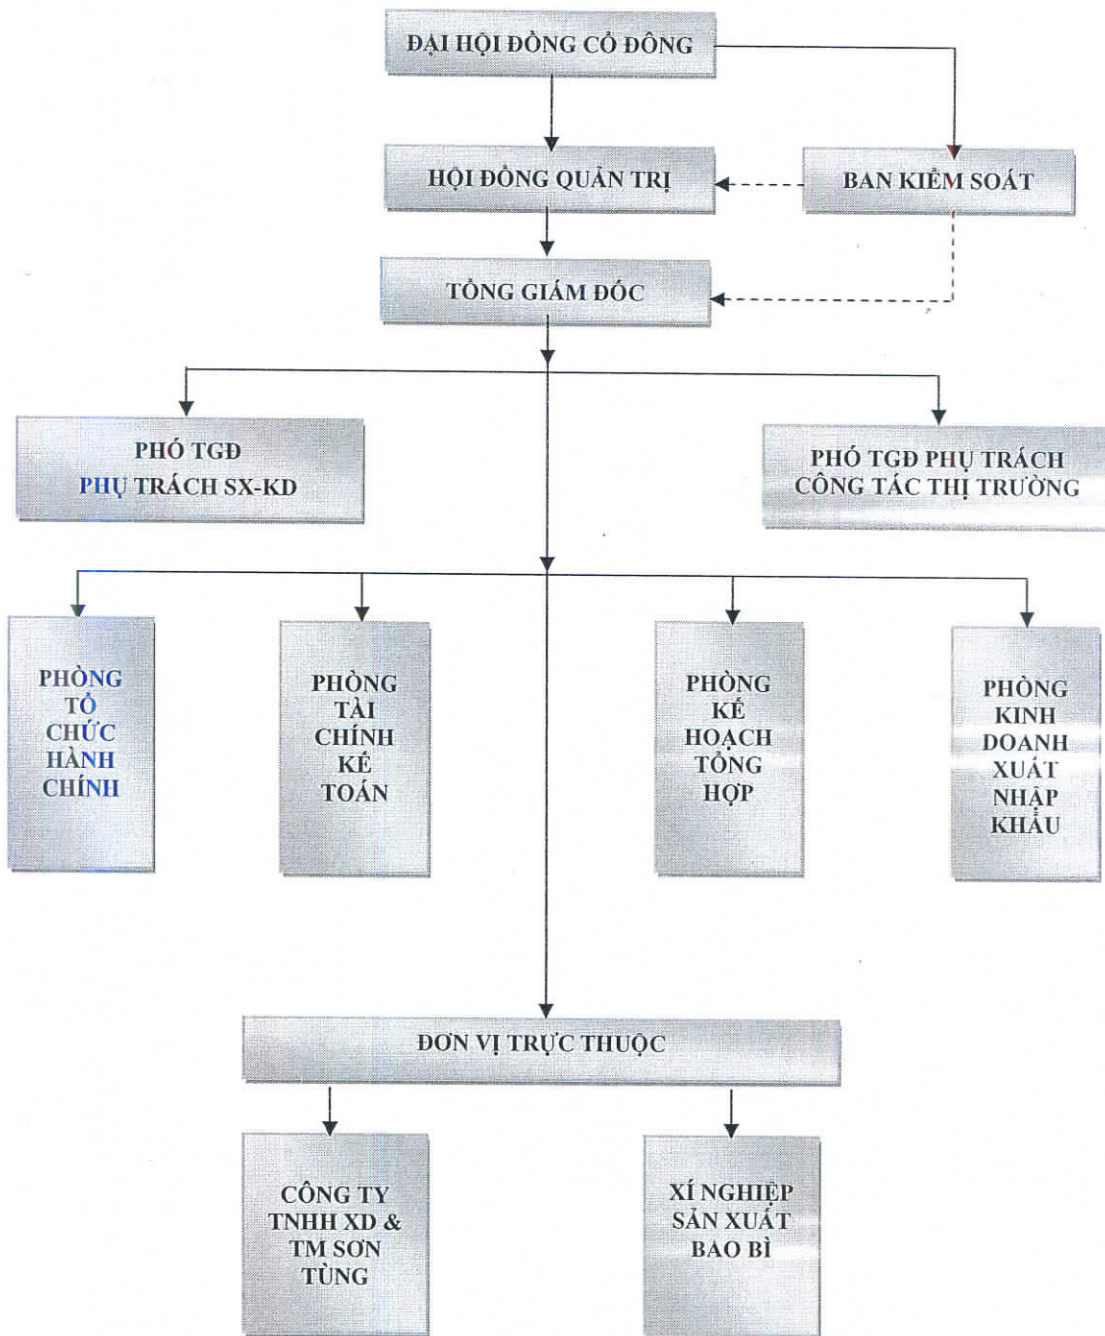 ĐẠI HỘI ĐỒNG CỔ ĐÔNG
HỘI ĐỒNG QUẢN TRỊ
BAN KIỂM SOÁT
TỔNG GIÁM ĐỐC
PHÓ TGĐ
PHỤ TRÁCH SX-KD
PHÓ TGĐ PHỤ TRÁCH
CÔNG TÁC THỊ TRƯỜNG
PHÒNG
TỔ
CHỨC
HÀNH
CHÍNH
PHÒNG
TÀI
CHÍNH
KẾ
TOÁN
PHÒNG
KẾ
HOẠCH
TỔNG
HỢP
PHÒNG
KINH
DOANH
XUẤT
NHẬP
KHẨU
ĐƠN VỊ TRỰC THUỘC
CÔNG TY
TNHH XD &
TM SƠN
TÙNG
XÍ NGHIỆP
SẢN XUẤT
BAO BÌ